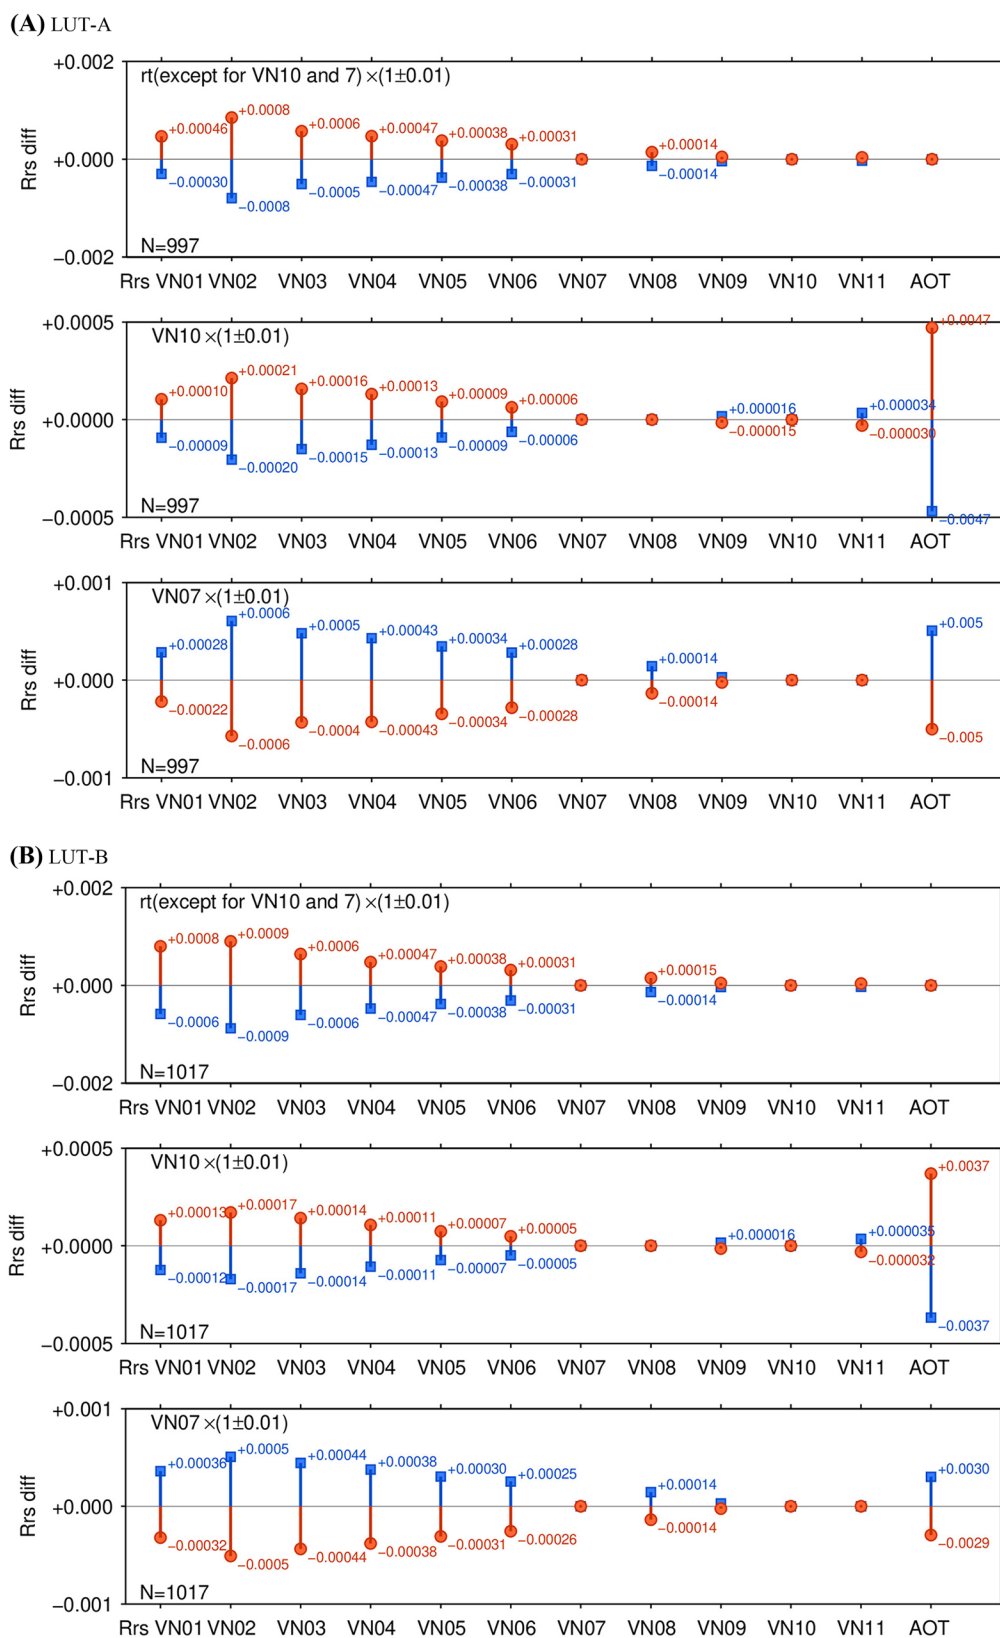 (A) LUT-A
+0.002
rt(except for VN10 and 7)×(1±0.01)
+0.00046 +0.0008 +0.0006 +0.00047 +0.00038 +0.00031 +0.00014
Rrs diff
+0.000
−0.00030 −0.0008 −0.0005 −0.00047 −0.00038 −0.00031 −0.00014
N=997
−0.002
Rrs VN01 VN02 VN03 VN04 VN05 VN06 VN07 VN08 VN09 VN10 VN11 AOT
+0.0005
VN10×(1±0.01)
+0.00010 +0.00021 +0.00016 +0.00013 +0.00009 +0.00006 +0.000016 +0.000034 +0.0047
Rrs diff
+0.0000
−0.00009 −0.00020 −0.00015 −0.00013 −0.00009 −0.00006 −0.000015 −0.000030 −0.0047
N=997
−0.0005
Rrs VN01 VN02 VN03 VN04 VN05 VN06 VN07 VN08 VN09 VN10 VN11 AOT
+0.001
VN07×(1±0.01)
+0.00028 +0.0006 +0.0005 +0.00043 +0.00034 +0.00028 +0.00014 +0.005
Rrs diff
+0.000
−0.00022 −0.0006 −0.0004 −0.00043 −0.00034 −0.00028 −0.00014 −0.005
N=997
−0.001
Rrs VN01 VN02 VN03 VN04 VN05 VN06 VN07 VN08 VN09 VN10 VN11 AOT
(B) LUT-B
+0.002
rt(except for VN10 and 7)×(1±0.01)
+0.0008 +0.0009 +0.0006 +0.00047 +0.00038 +0.00031 +0.00015
Rrs diff
+0.000
−0.0006 −0.0009 −0.0006 −0.00047 −0.00038 −0.00031 −0.00014
N=1017
−0.002
Rrs VN01 VN02 VN03 VN04 VN05 VN06 VN07 VN08 VN09 VN10 VN11 AOT
+0.0005
VN10×(1±0.01)
+0.00013 +0.00017 +0.00014 +0.00011 +0.00007 +0.00005 +0.000016 +0.000035 +0.0037
Rrs diff
+0.0000
−0.00012 −0.00017 −0.00014 −0.00011 −0.00007 −0.00005 −0.000032 −0.0037
N=1017
−0.0005
Rrs VN01 VN02 VN03 VN04 VN05 VN06 VN07 VN08 VN09 VN10 VN11 AOT
+0.001
VN07×(1±0.01)
+0.00036 +0.0005 +0.00044 +0.00038 +0.00030 +0.00025 +0.00014 +0.0030
Rrs diff
+0.000
−0.00032 −0.0005 −0.00044 −0.00038 −0.00031 −0.00026 −0.00014 −0.0029
N=1017
−0.001
Rrs VN01 VN02 VN03 VN04 VN05 VN06 VN07 VN08 VN09 VN10 VN11 AOT